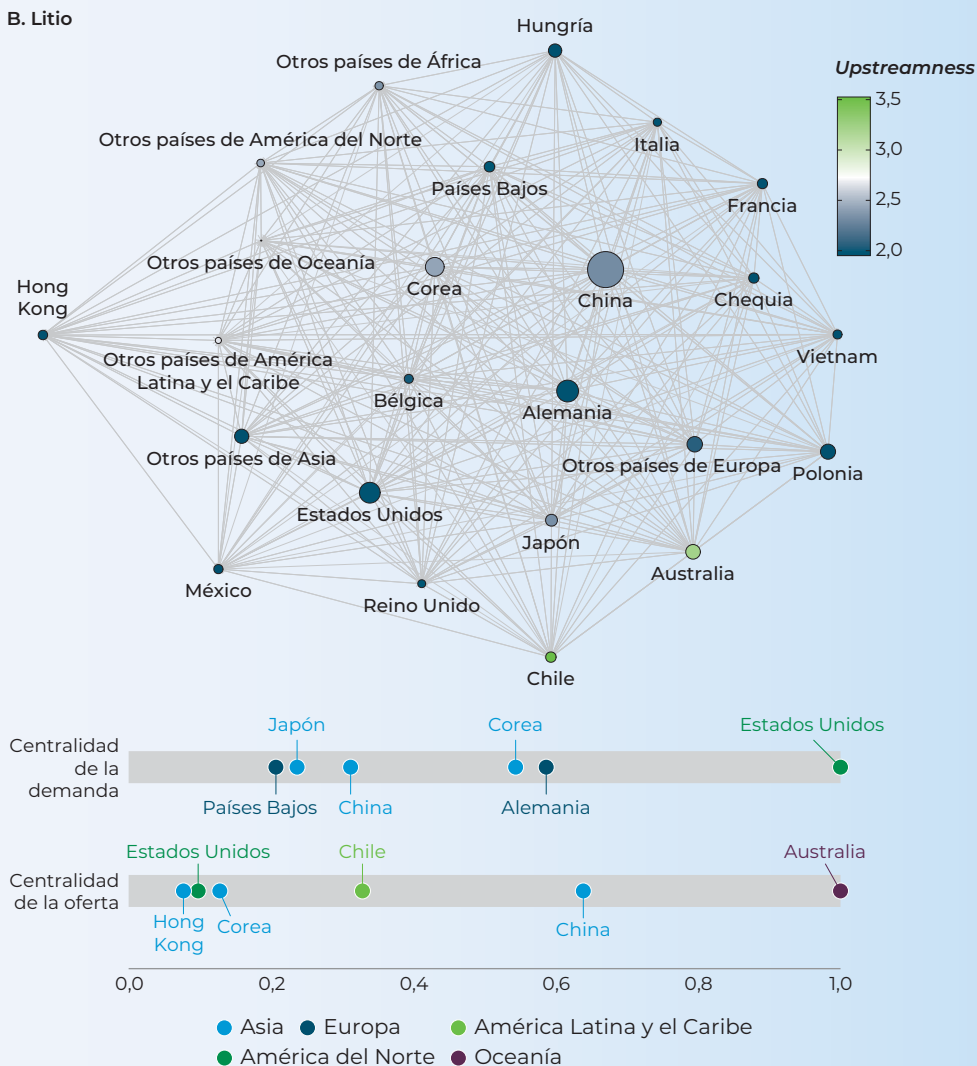 B. Litio
Hungría
Otros países de África
Upstreamness
3,5
3,0
2,5
2,0
Otros países de América del Norte
Italia
Países Bajos
Francia
Otros países de Oceanía
Corea
China
Chequia
Hong
Kong
Otros países de América
Latina y el Caribe
Vietnam
Bélgica
Alemania
Otros países de Asia
Otros países de Europa
Polonia
Estados Unidos
Japón
Australia
México
Reino Unido
Chile
Japón
Corea
Estados Unidos
Centralidad
de la
demanda
Países Bajos
China
Alemania
Estados Unidos
Chile
Australia
Centralidad
de la oferta
Hong
Kong
Corea
China
0,0
0,2
0,4
0,6
0,8
1,0
Asia
Europa
América Latina y el Caribe
América del Norte
Oceanía